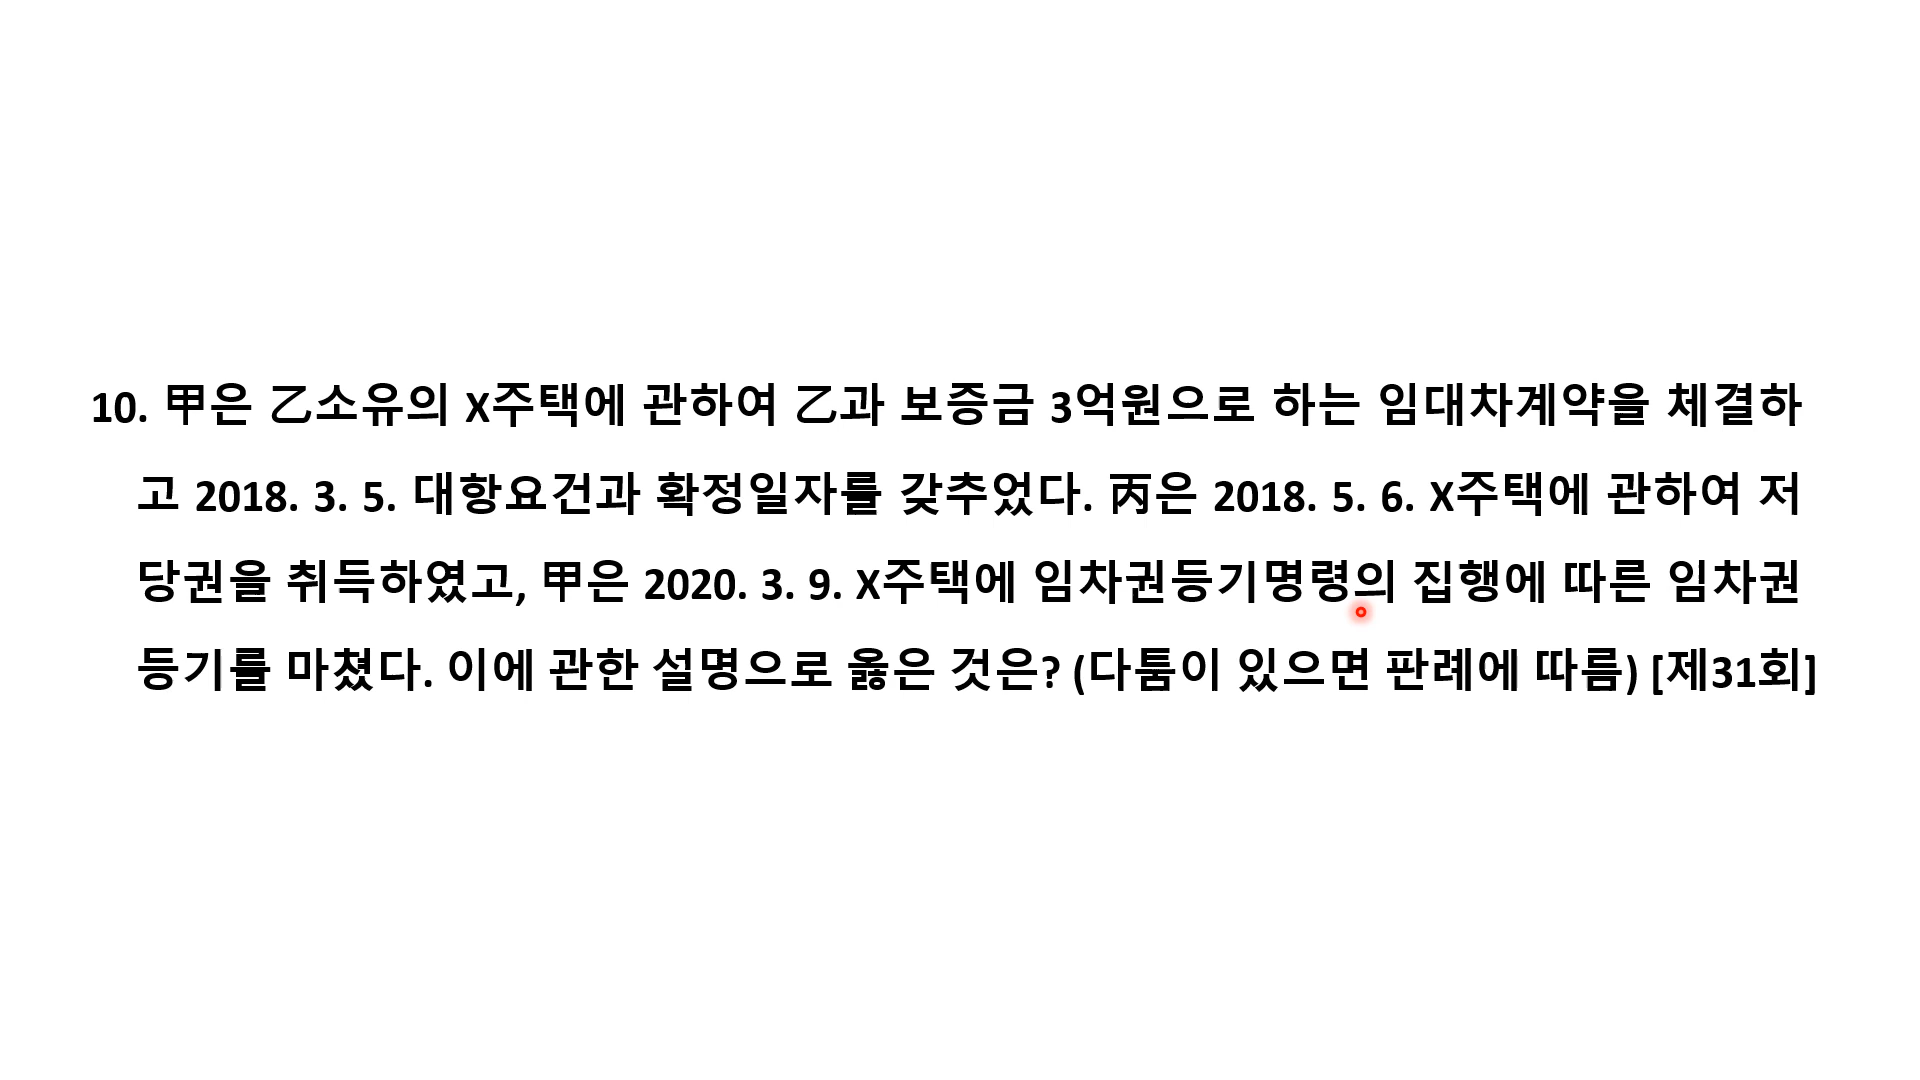 10. 甲은 乙소유의 X주택에 관하여 乙과 보증금 3억원으로 하는 임대차계약을 체결하
고 2018. 3. 5. 대항요건과 확정일자를 갖추었다. 丙은 2018. 5. 6. X주택에 관하여 저
당권을 취득하였고, 甲은 2020. 3. 9. X주택에 임차권등기명령의 집행에 따른 임차권
등기를 마쳤다. 이에 관한 설명으로 옳은 것은? (다툼이 있으면 판례에 따름) [제31회]